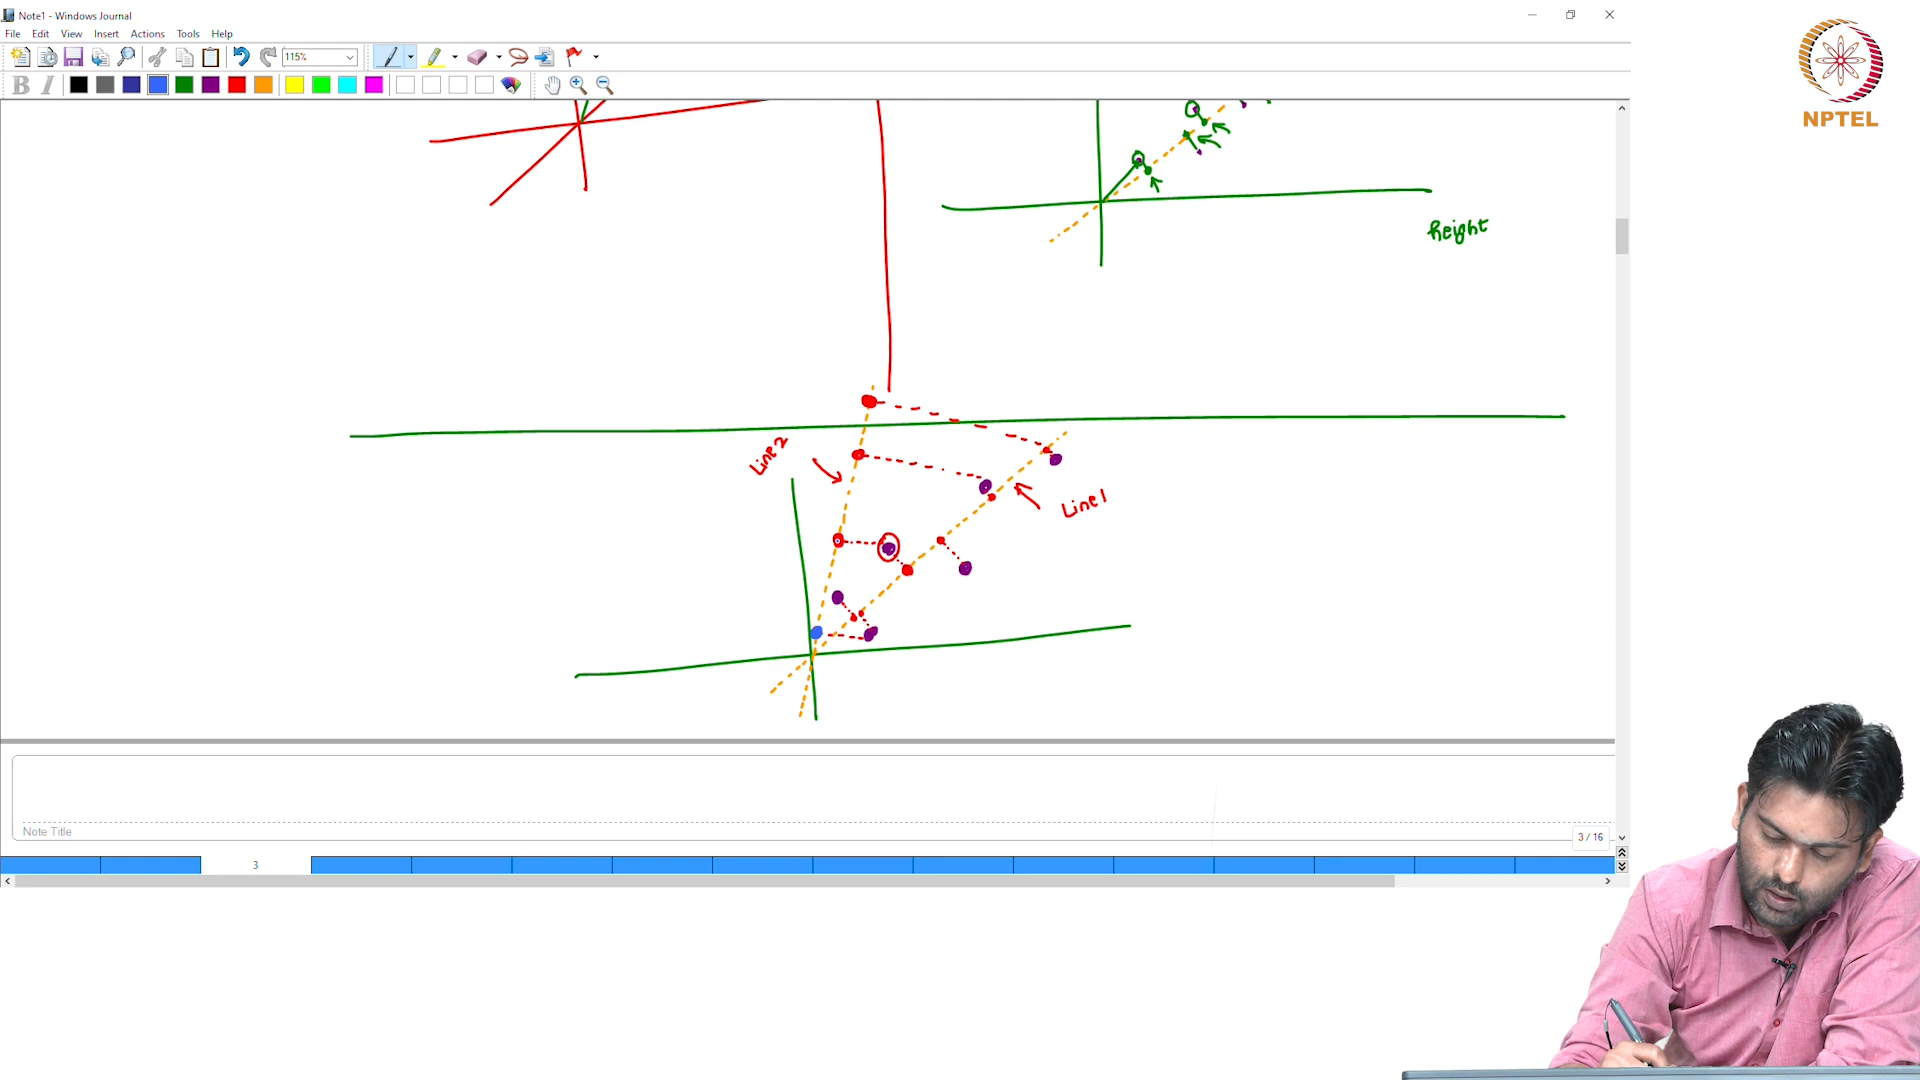 Note1 - Windows Journal
File Edit View Insert Actions Tools Help
115%
B I
NPTEL
height
Line 2
Line 1
Note Title
3 / 16
3